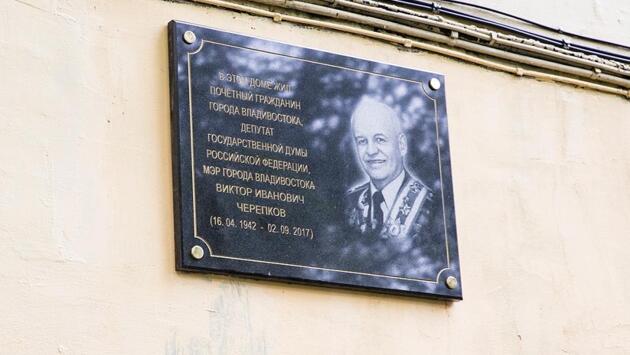 В ЭТОМ ДОМЕ ЖИЛ
ПОЧЁТНЫЙ ГРАЖДАНИН
ГОРОДА ВЛАДИВОСТОКА,
ДЕПУТАТ
ГОСУДАРСТВЕННОЙ ДУМЫ
РОССИЙСКОЙ ФЕДЕРАЦИИ,
МЭР ГОРОДА ВЛАДИВОСТОКА
ВИКТОР ИВАНОВИЧ
ЧЕРЕПКОВ
(16. 04. 1942 - 02. 09. 2017)